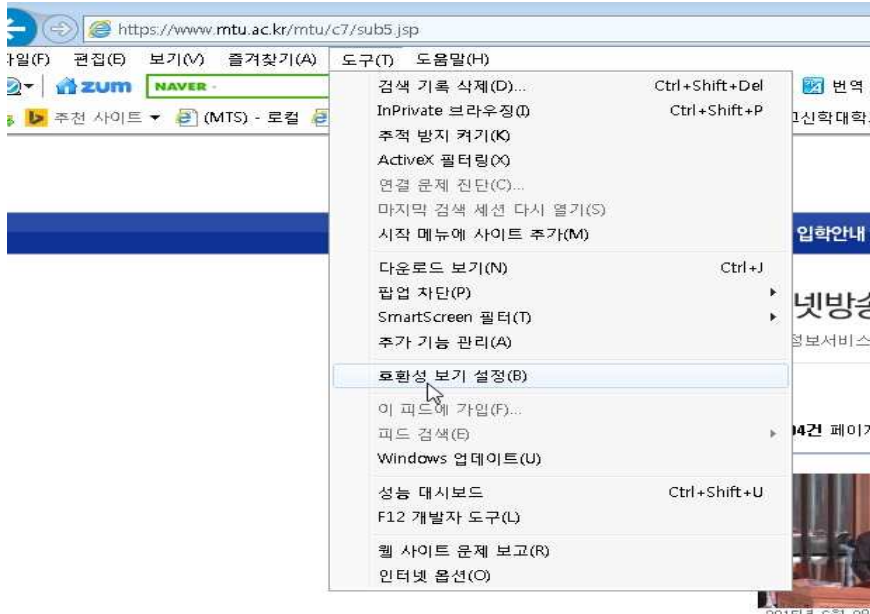 https://www.mtu.ac.kr/mtu/c7/sub5.jsp
편집(E) 보기(V) 즐겨찾기(A) 도구(T) 도움말(H)
zum NAVER 번역
추천 사이트 (MTS) - 로컬
검색 기록 삭제(D)... Ctrl+Shift+Del
InPrivate 브라우징(I) Ctrl+Shift+P
추적 방지 켜기(K)
ActiveX 필터링(X)
연결 문제 진단(C)...
마지막 검색 세션 다시 열기(S)
시작 메뉴에 사이트 추가(M)
입학안내
다운로드 보기(N) Ctrl+J
팝업 차단(P)
SmartScreen 필터(T)
추가 기능 관리(A)
정보서비스
호환성 보기 설정(B)
이 피드에 가입(F)...
피드 검색(E)
4건 페이지
Windows 업데이트(U)
성능 대시보드 Ctrl+Shift+U
F12 개발자 도구(L)
웹 사이트 문제 보고(R)
인터넷 옵션(O)